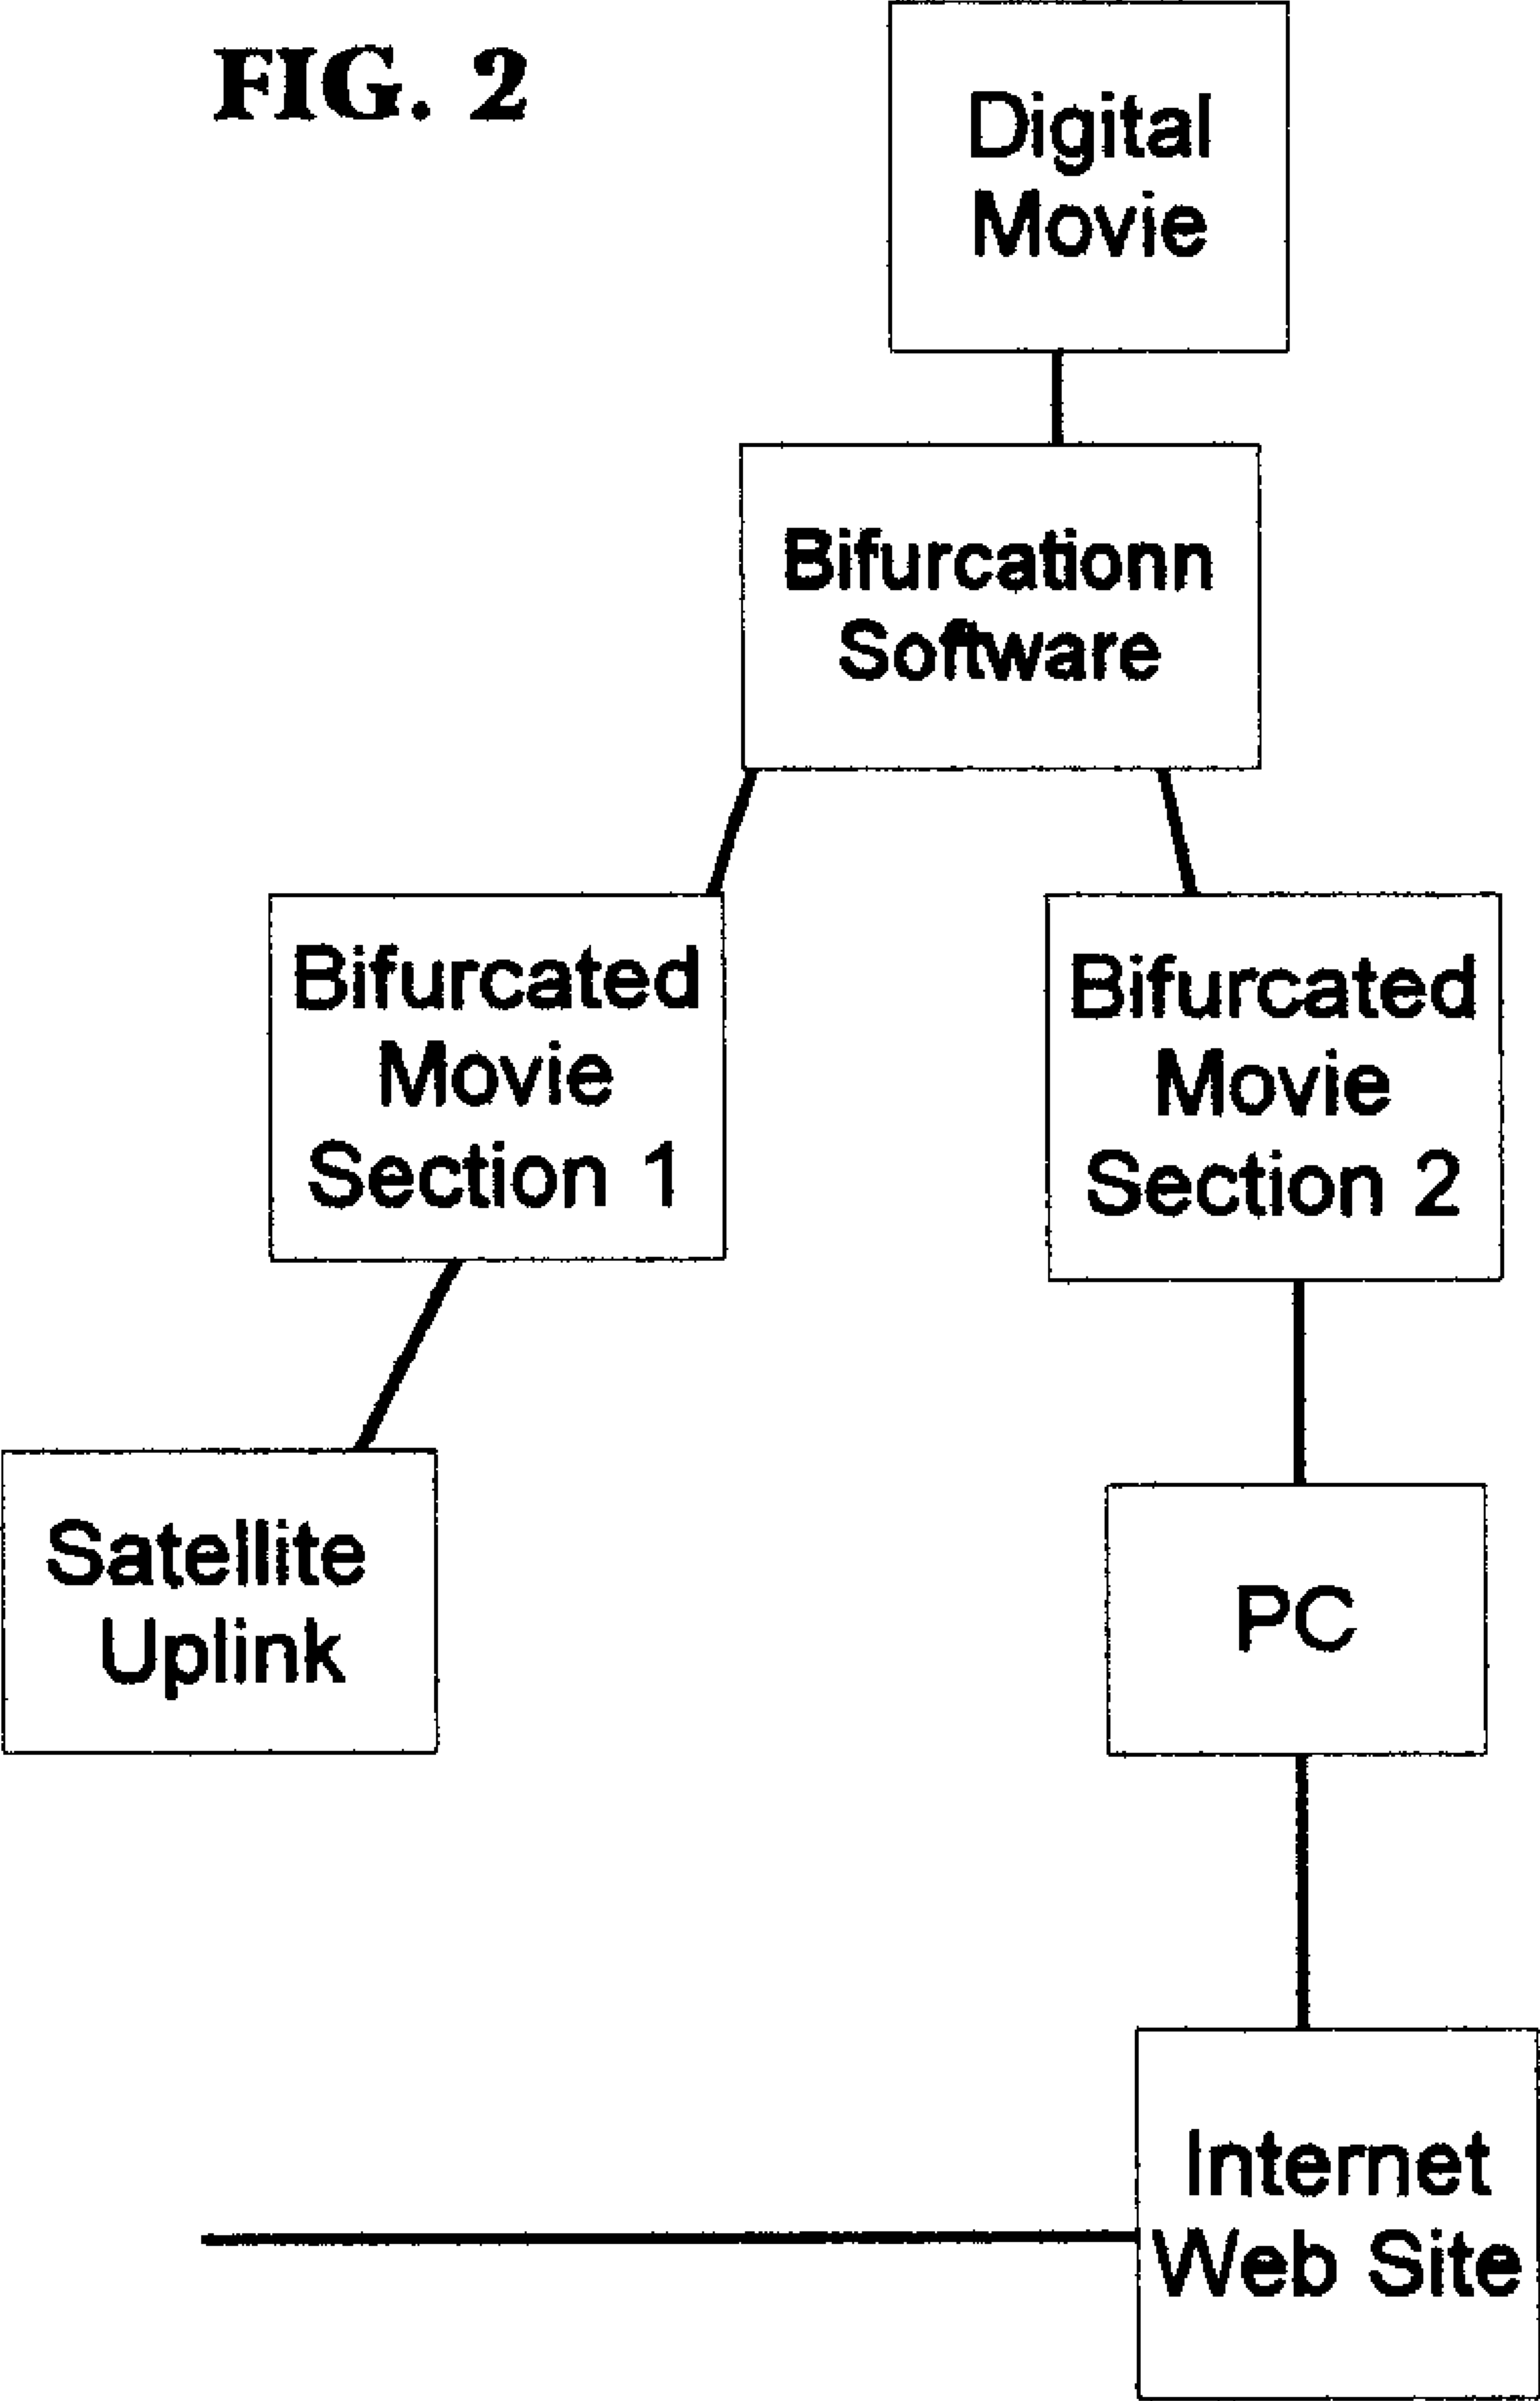 FIG. 2
Digital
Movie
Bifurcationn
Software
Bifurcated
Movie
Section 1
Bifurcated
Movie
Section 2
Satellite
Uplink
PC
Internet
Web Site